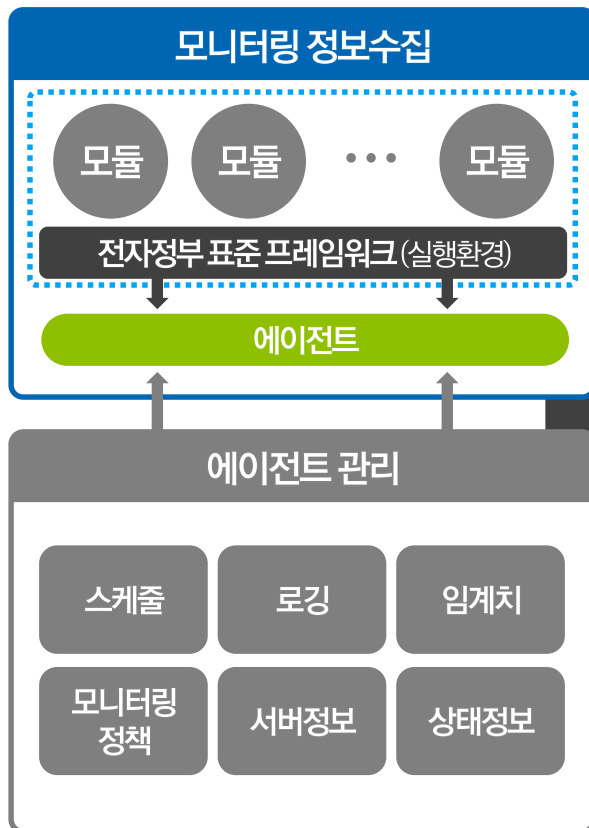 모니터링 정보수집
모듈 모듈 ··· 모듈
전자정부 표준 프레임워크 (실행환경)
에이전트
에이전트 관리
스케줄 로깅 임계치
모니터링
정책
서버정보 상태정보